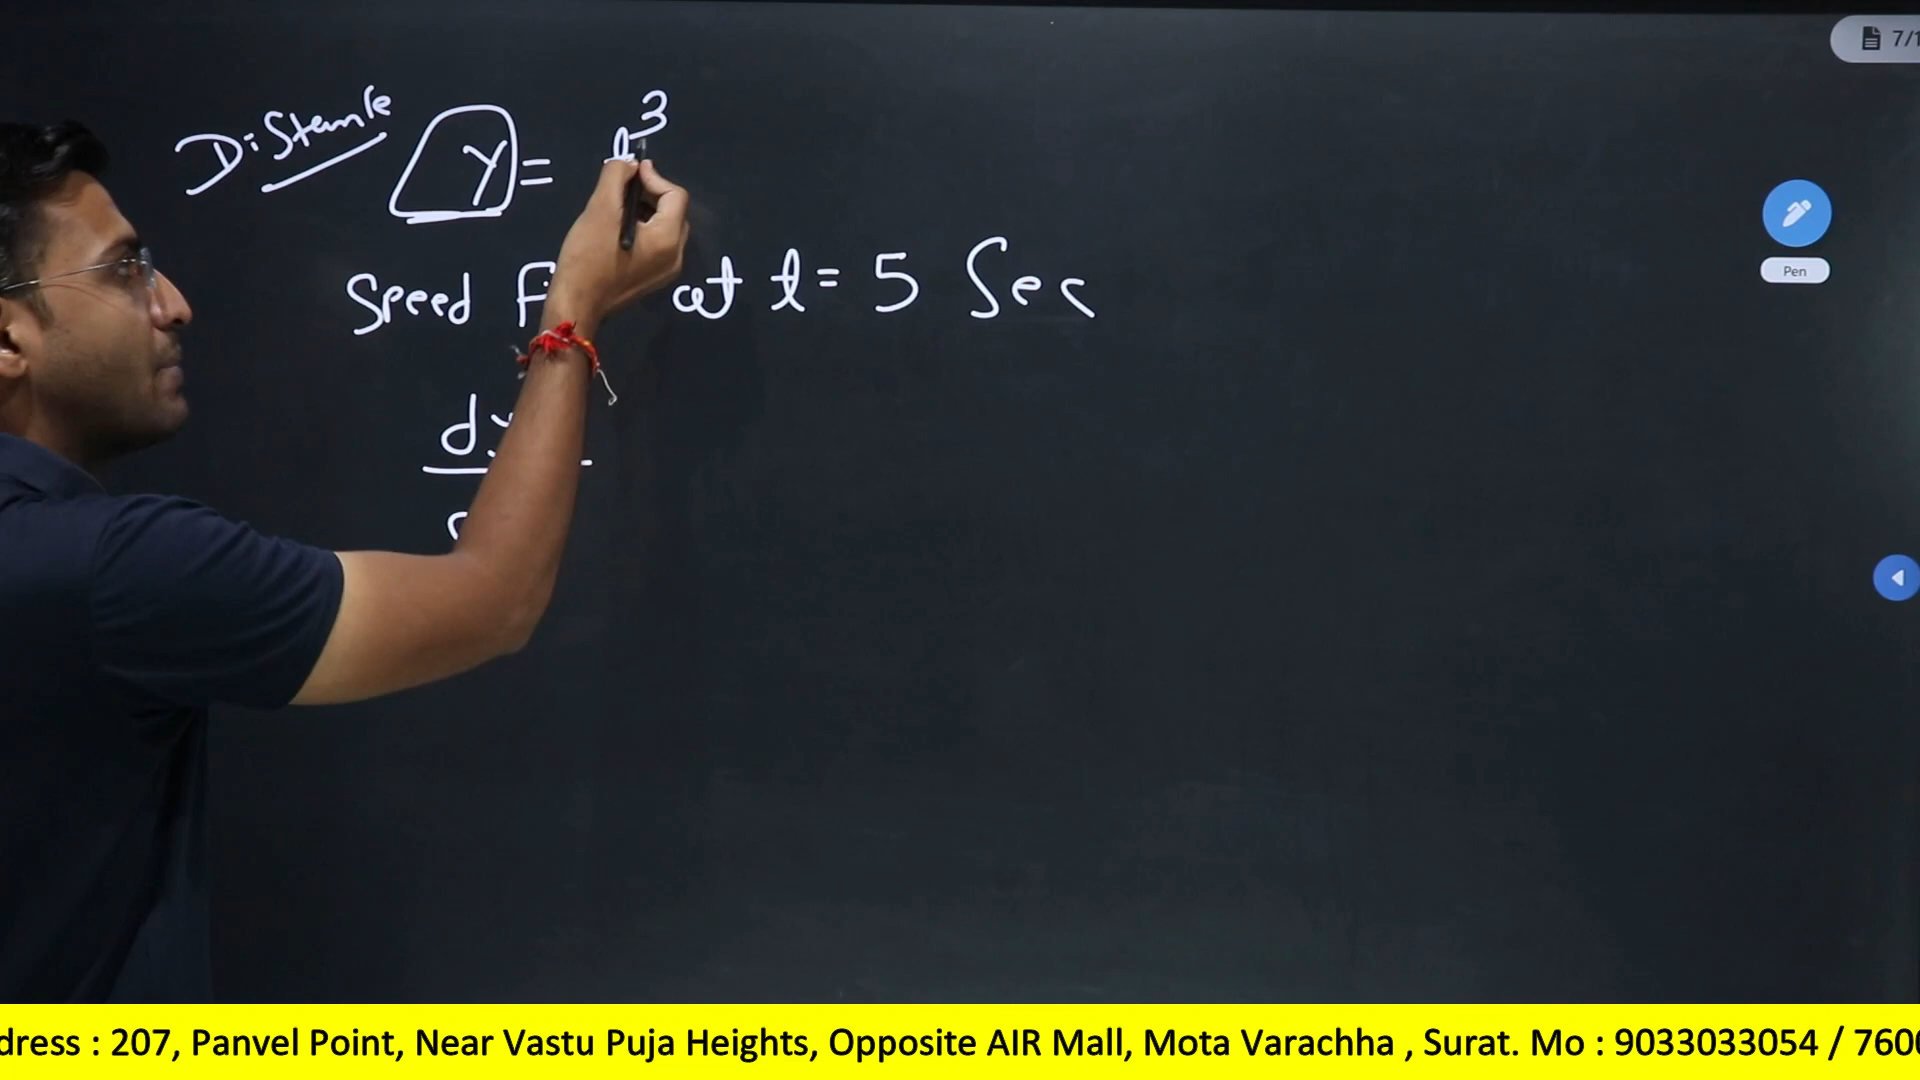 7/1
Distance Y = t³
Speed at t = 5 Sec
Pen
dress : 207, Panvel Point, Near Vastu Puja Heights, Opposite AIR Mall, Mota Varachha , Surat. Mo : 9033033054 / 760